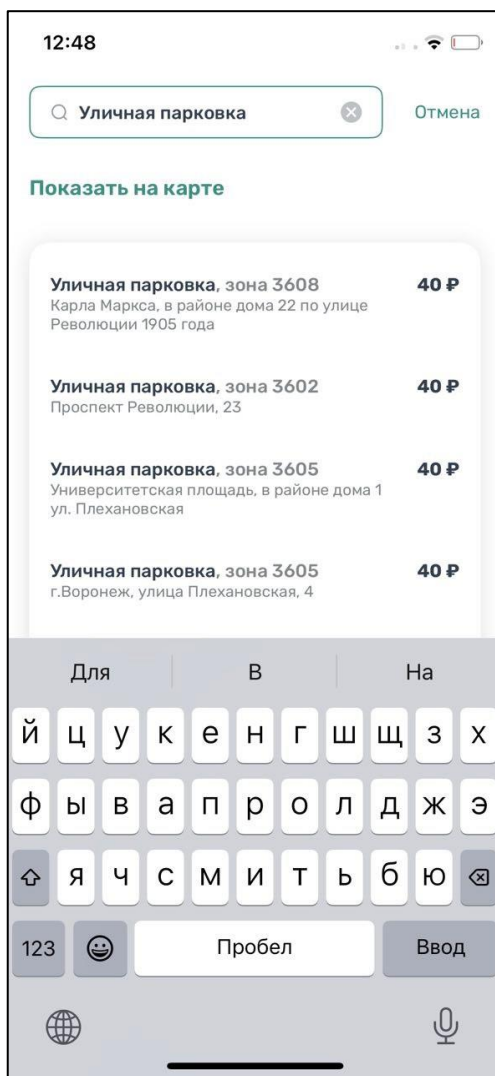 12:48
Уличная парковка
Отмена
Показать на карте
Уличная парковка, зона 3608 40 ₽
Карла Маркса, в районе дома 22 по улице
Революции 1905 года
Уличная парковка, зона 3602 40 ₽
Проспект Революции, 23
Уличная парковка, зона 3605 40 ₽
Университетская площадь, в районе дома 1
ул. Плехановская
Уличная парковка, зона 3605 40 ₽
г.Воронеж, улица Плехановская, 4
Для В На
й ц у к е н г ш щ з х
ф ы в а п р о л д ж э
я ч с м и т ь б ю
123 Пробел Ввод